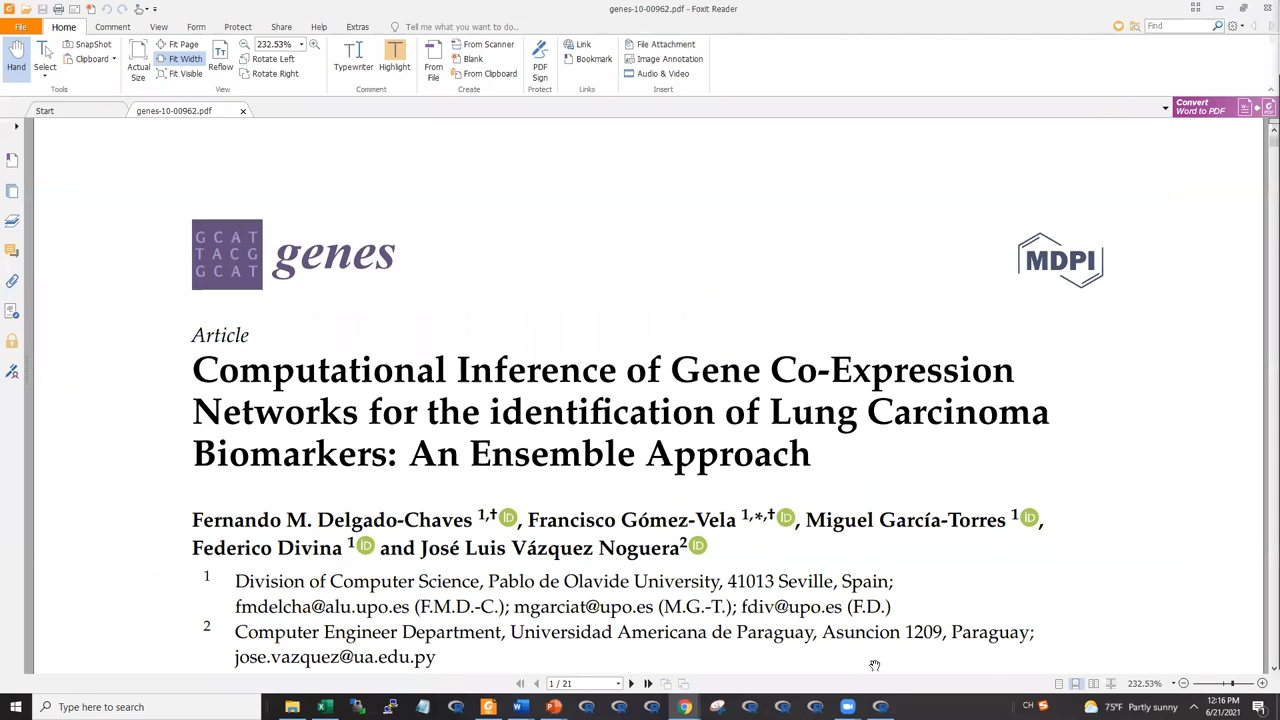 genes-10-00962.pdf - Foxit Reader
File Home Comment View Form Protect Share Help Extras Tell me what you want to do..
Find
Hand
Select
SnapShot
Clipboard
Tools
Actual Size
Fit Page
Fit Width
Fit Visible
Reflow
232.53%
Rotate Left
Rotate Right
View
Typewriter
Highlight
Comment
From File
From Scanner
Blank
From Clipboard
Create
PDF Sign
Protect
Link
Bookmark
Links
File Attachment
Image Annotation
Audio & Video
Insert
Start
genes-10-00962.pdf
Convert
Word to PDF
GCAT
TACG
GCAT
genes
MDPI
Article
Computational Inference of Gene Co-Expression
Networks for the identification of Lung Carcinoma
Biomarkers: An Ensemble Approach
Fernando M. Delgado-Chaves 1,† iD, Francisco Gómez-Vela 1,*,† iD, Miguel García-Torres 1 iD,
Federico Divina 1 iD and José Luis Vázquez Noguera2 iD
1 Division of Computer Science, Pablo de Olavide University, 41013 Seville, Spain;
fmdelcha@alu.upo.es (F.M.D.-C.); mgarciat@upo.es (M.G.-T.); fdiv@upo.es (F.D.)
2 Computer Engineer Department, Universidad Americana de Paraguay, Asuncion 1209, Paraguay;
jose.vazquez@ua.edu.py
1 / 21
232.53%
Type here to search
CH
75°F Partly sunny
12:16 PM
6/21/2021